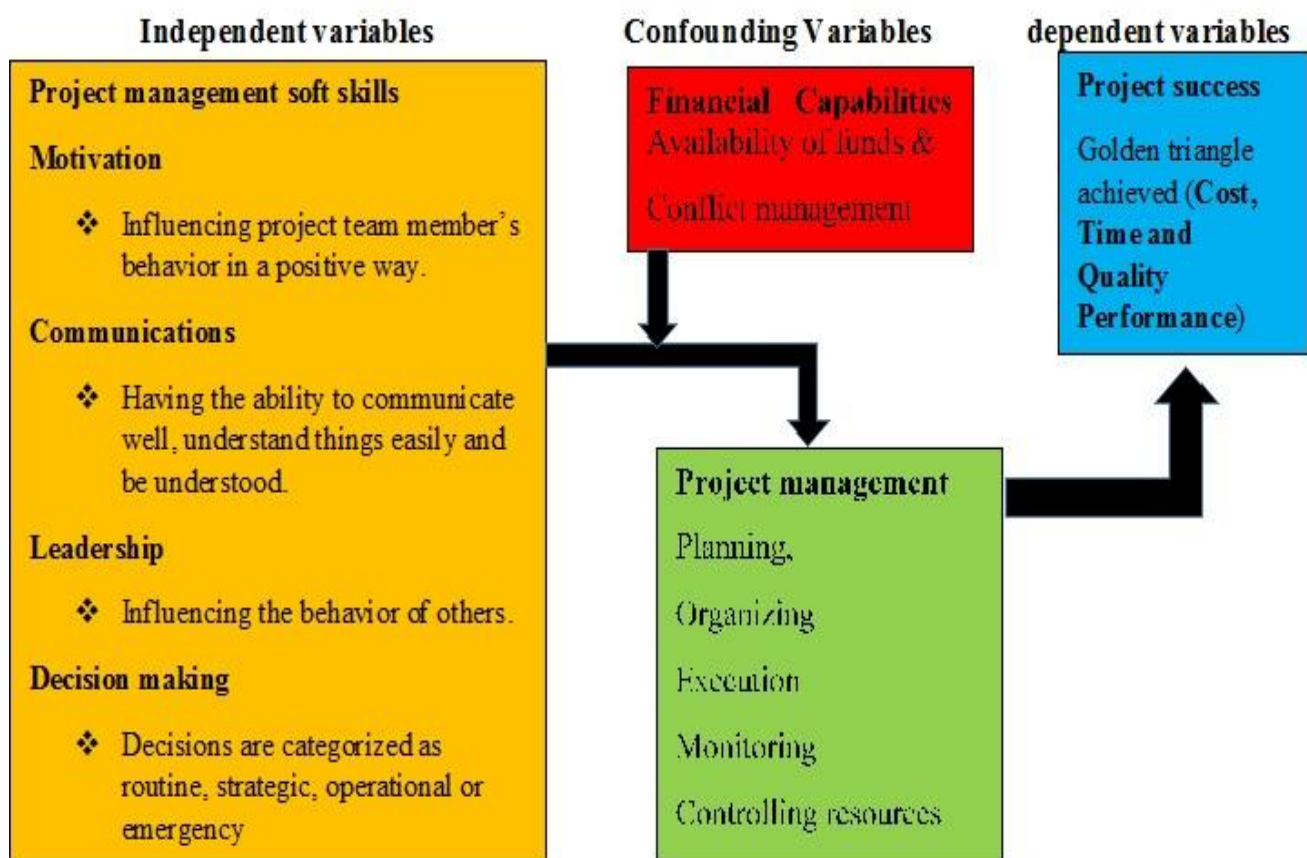 Independent variables
Project management soft skills
Motivation
❖ Influencing project team member's
behavior in a positive way.
Communications
❖ Having the ability to communicate
well, understand things easily and
be understood.
Leadership
❖ Influencing the behavior of others.
Decision making
❖ Decisions are categorized as
routine, strategic, operational or
emergency
Confounding Variables
Financial Capabilities
Availability of funds &
Conflict management
Project management
Planning,
Organizing
Execution
Monitoring
Controlling resources
dependent variables
Project success
Golden triangle
achieved (Cost,
Time and
Quality
Performance)